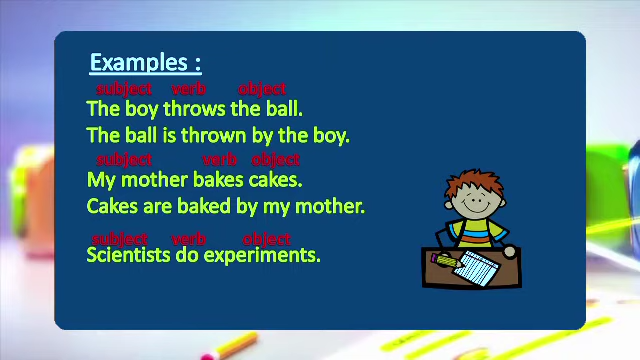 Examples :
subject verb object
The boy throws the ball.
The ball is thrown by the boy.
subject verb object
My mother bakes cakes.
Cakes are baked by my mother.
subject verb object
Scientists do experiments.